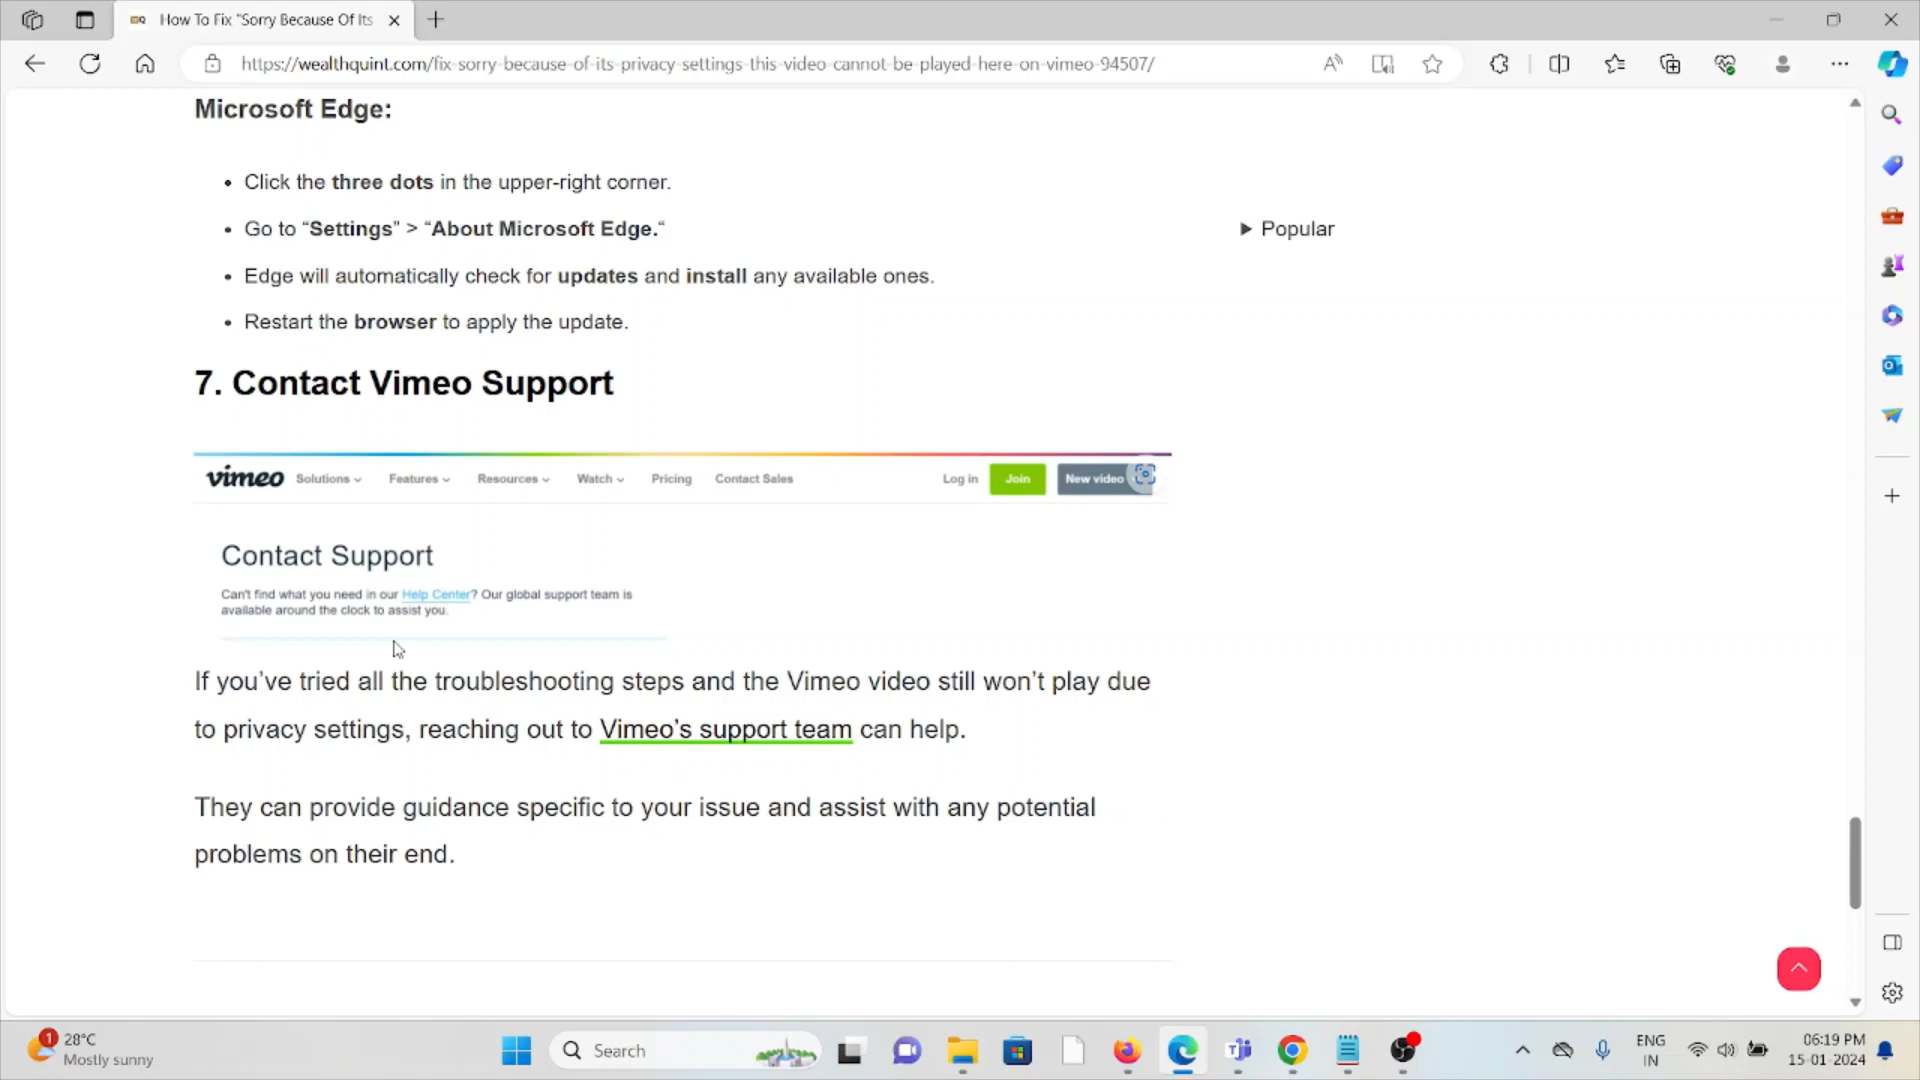 How To Fix "Sorry Because Of Its
https://wealthquint.com/fix-sorry-because-of-its-privacy-settings-this-video-cannot-be-played-here-on-vimeo-94507/
Microsoft Edge:
Click the three dots in the upper-right corner.
Go to “Settings” > “About Microsoft Edge.“
Popular
Edge will automatically check for updates and install any available ones.
Restart the browser to apply the update.
7. Contact Vimeo Support
vimeo Solutions Features Resources Watch Pricing Contact Sales Log in Join New video
Contact Support
Can't find what you need in our Help Center? Our global support team is
available around the clock to assist you.
If you’ve tried all the troubleshooting steps and the Vimeo video still won’t play due
to privacy settings, reaching out to Vimeo’s support team can help.
They can provide guidance specific to your issue and assist with any potential
problems on their end.
1
28°C
Mostly sunny
Search
ENG
IN
06:19 PM
15-01-2024